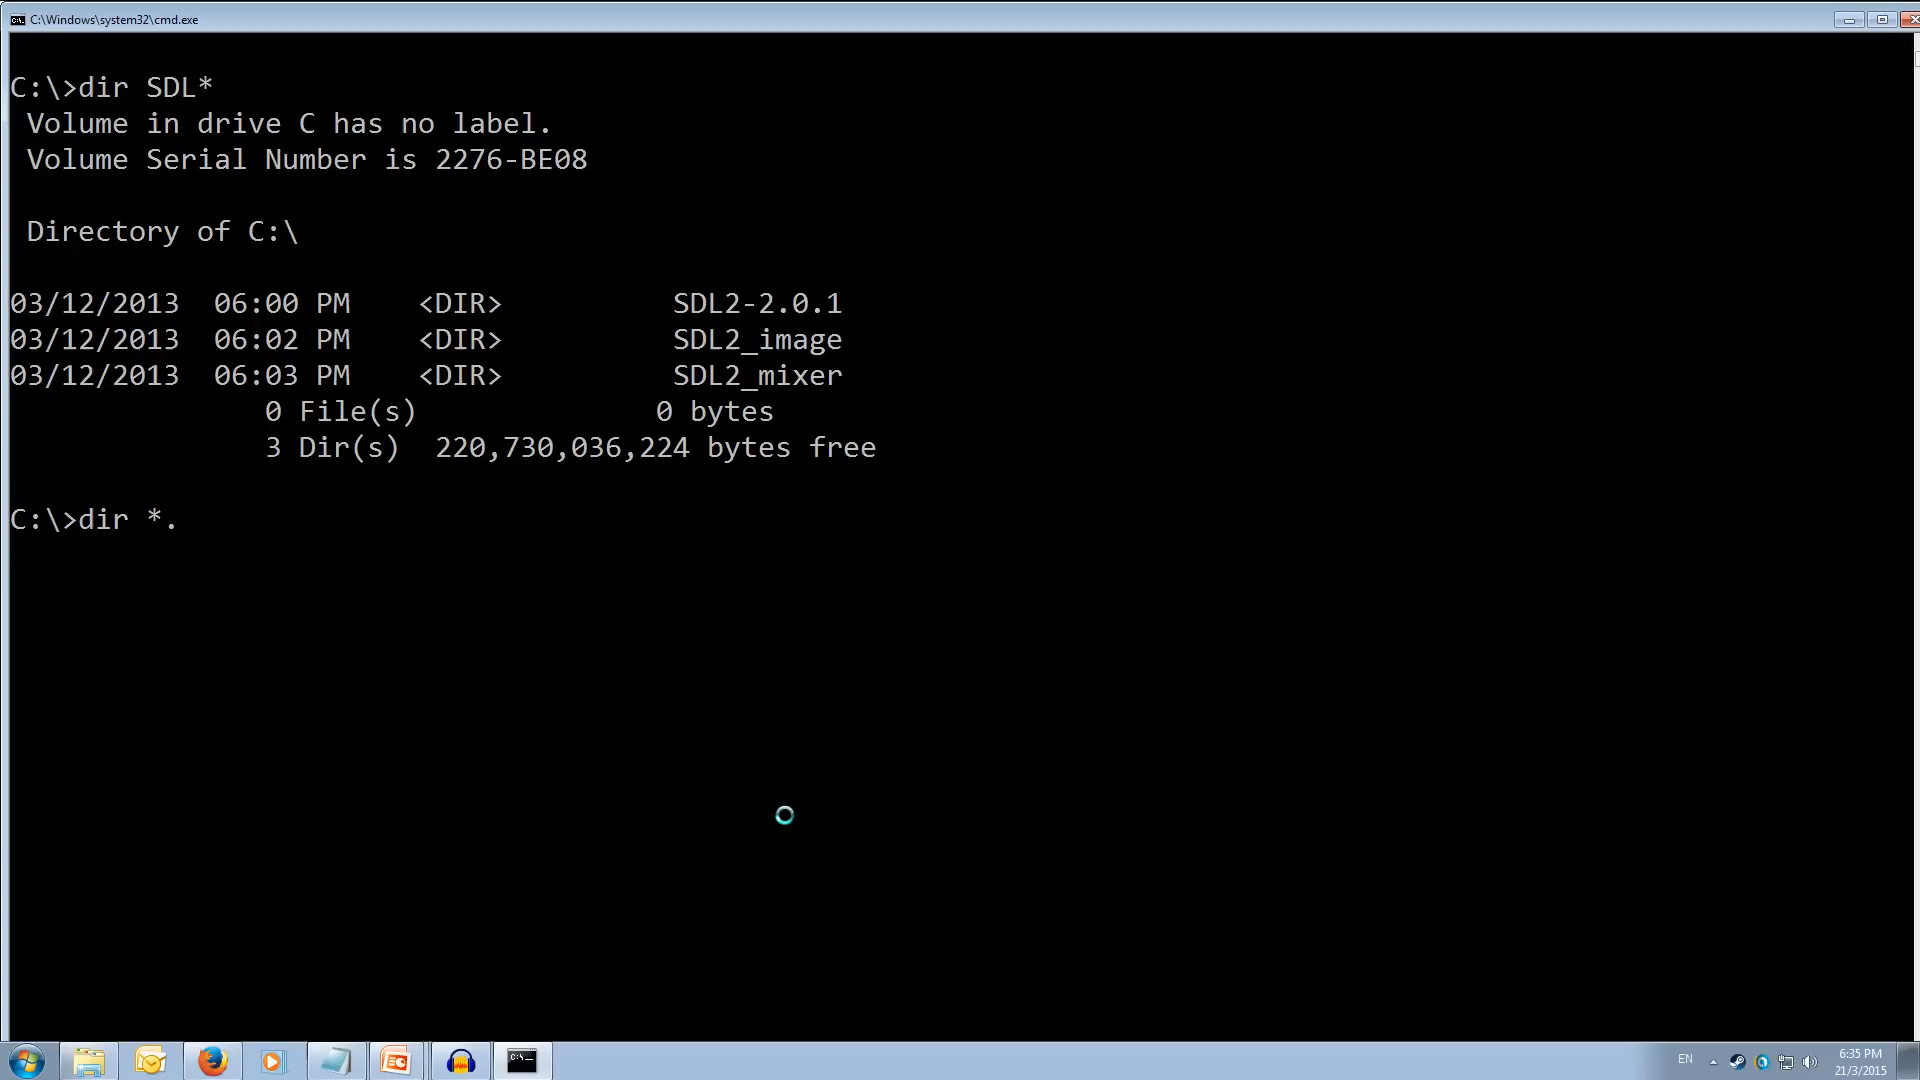 C:\Windows\system32\cmd.exe
C:\>dir SDL*
 Volume in drive C has no label.
 Volume Serial Number is 2276-BE08
 Directory of C:\
03/12/2013  06:00 PM    <DIR>          SDL2-2.0.1
03/12/2013  06:02 PM    <DIR>          SDL2_image
03/12/2013  06:03 PM    <DIR>          SDL2_mixer
               0 File(s)              0 bytes
               3 Dir(s)  220,730,036,224 bytes free
C:\>dir *.
EN
6:35 PM
21/3/2015